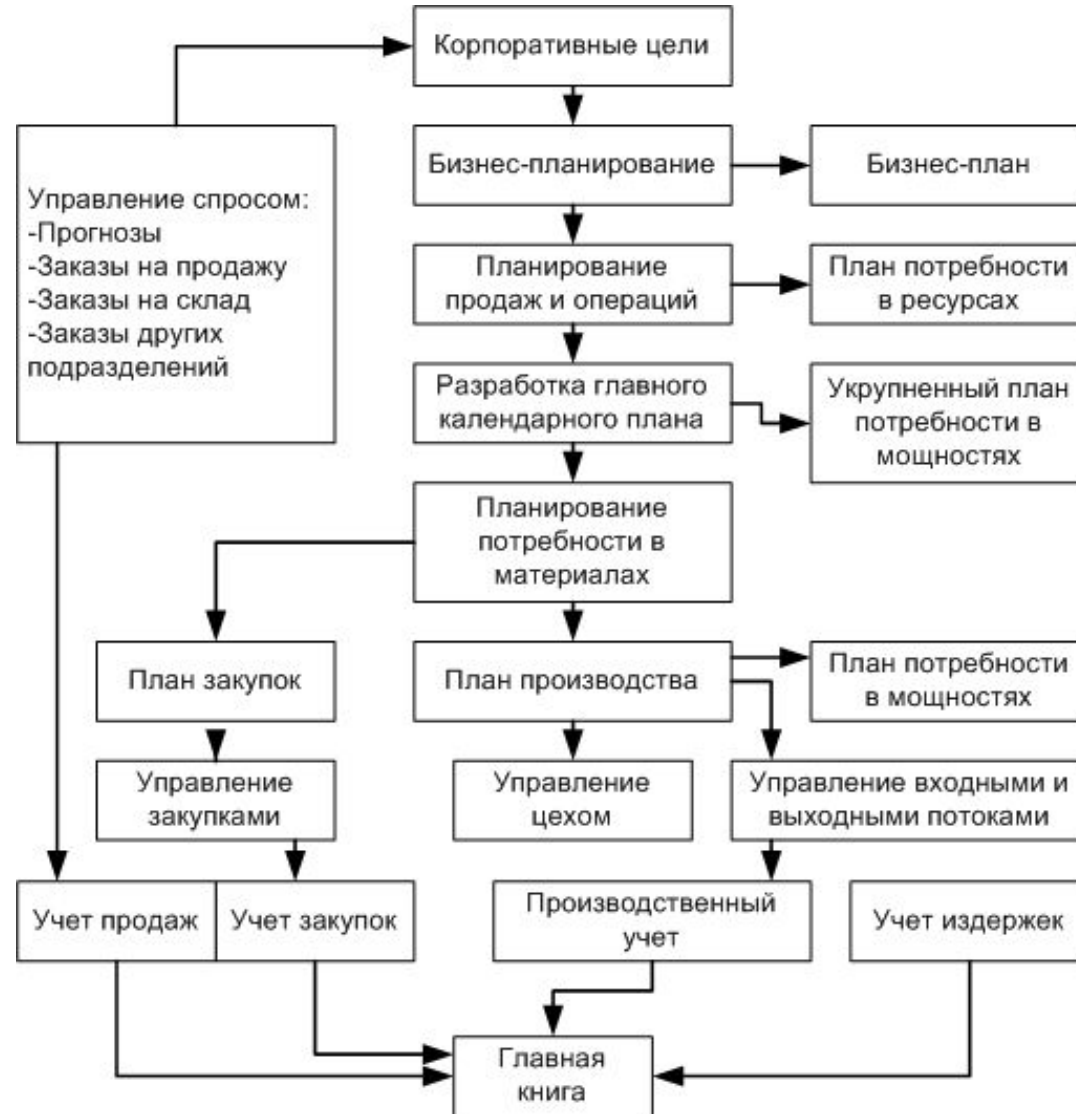 Корпоративные цели
Управление спросом:
-Прогнозы
-Заказы на продажу
-Заказы на склад
-Заказы других
подразделений
Бизнес-планирование
Бизнес-план
Планирование
продаж и операций
План потребности
в ресурсах
Разработка главного
календарного плана
Укрупненный план
потребности в
мощностях
Планирование
потребности в
материалах
План закупок
План производства
План потребности
в мощностях
Управление
закупками
Управление
цехом
Управление входными и
выходными потоками
Учет продаж
Учет закупок
Производственный
учет
Учет издержек
Главная
книга